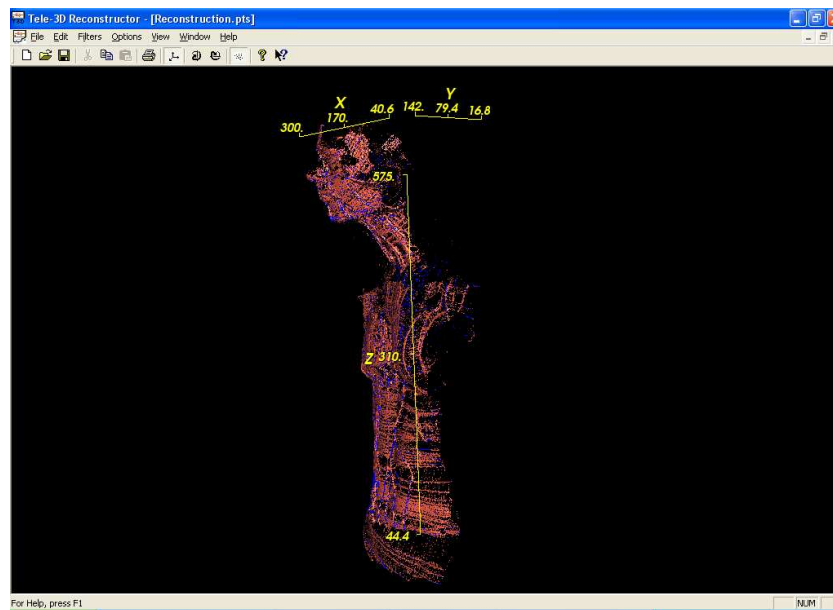 Tele-3D Reconstructor - [Reconstruction.pts]
File Edit Filters Options View Window Help
X
Y
300. 170. 40.6 142. 79.4 16.8
575.
Z 310.
44.4
For Help, press F1 NUM